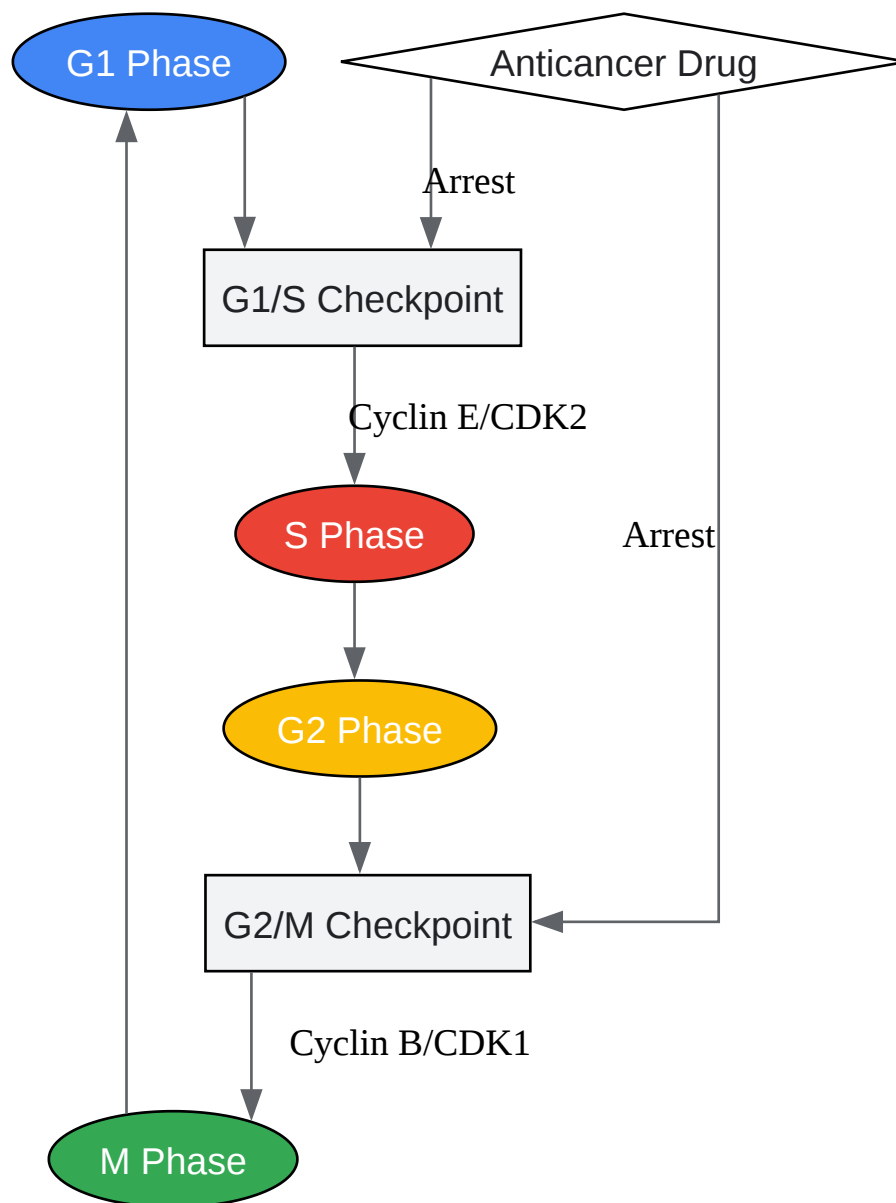 G1 Phase
Anticancer Drug
Arrest
G1/S Checkpoint
Cyclin E/CDK2
S Phase
Arrest
G2 Phase
G2/M Checkpoint
Cyclin B/CDK1
M Phase